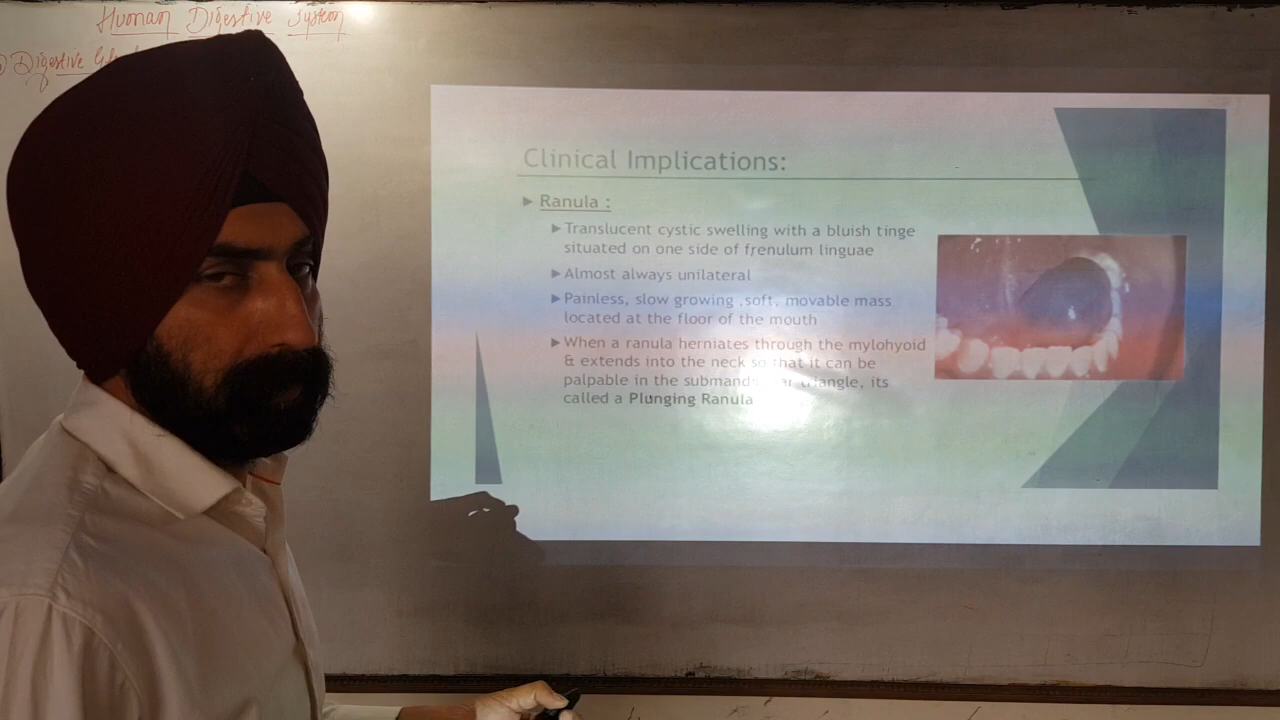 Human Digestive System
Digestive
Clinical Implications:
Ranula :
Translucent cystic swelling with a bluish tinge
situated on one side of frenulum linguae
Almost always unilateral
Painless, slow growing ,soft, movable mass
located at the floor of the mouth
When a ranula herniates through the mylohyoid
& extends into the neck so that it can be
palpable in the triangle, its
called a Plunging Ranula